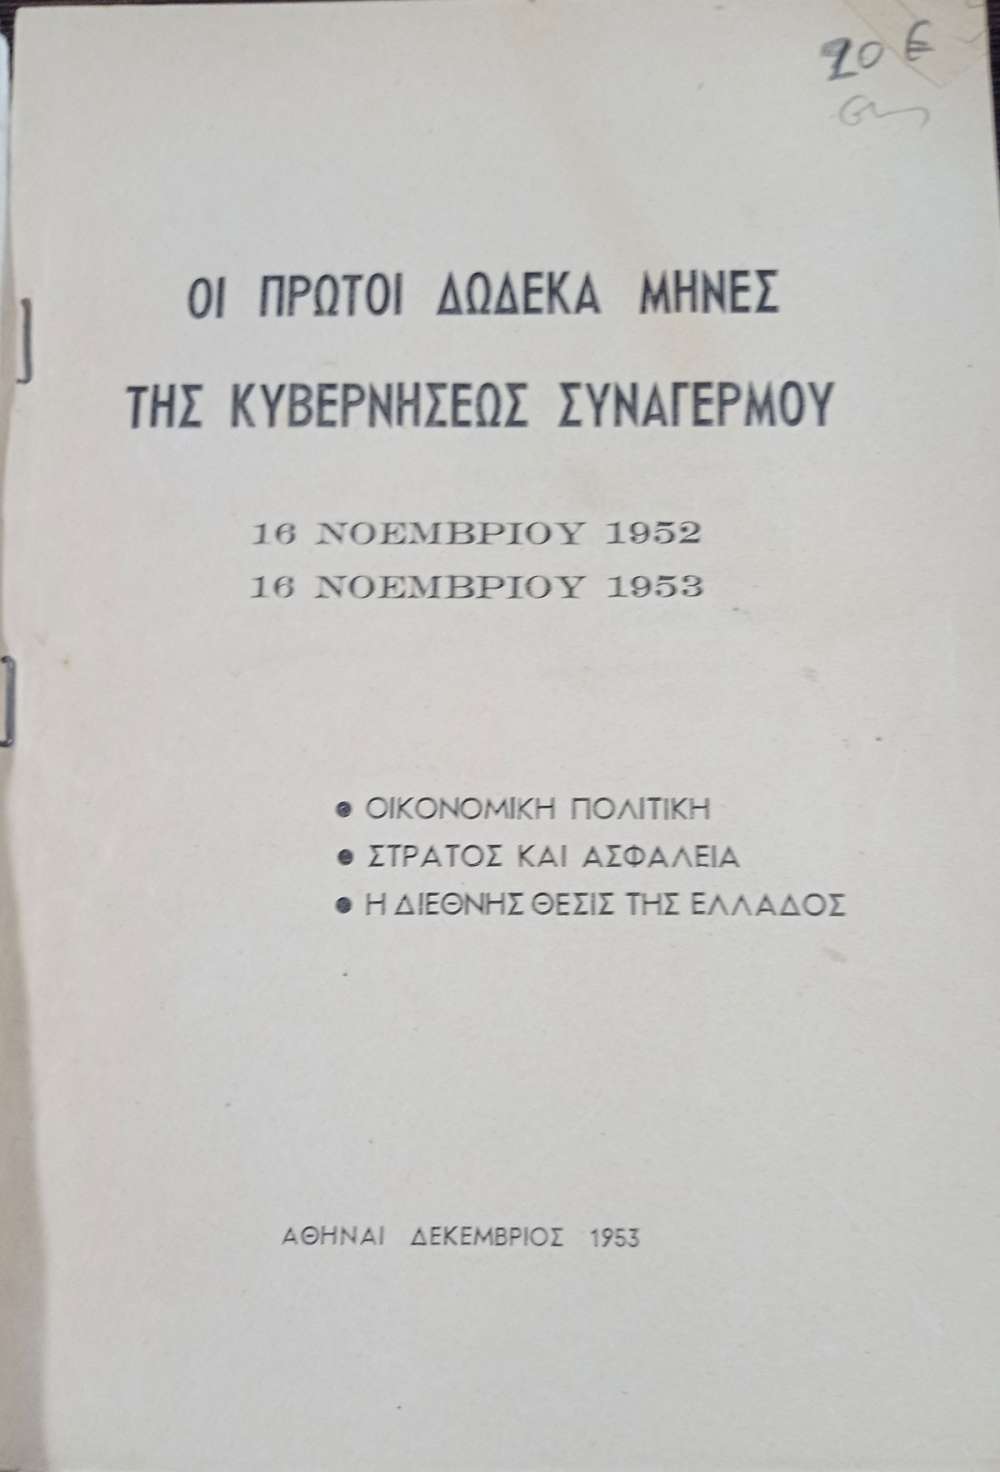 20 €
ΟΙ ΠΡΩΤΟΙ ΔΩΔΕΚΑ ΜΗΝΕΣ
ΤΗΣ ΚΥΒΕΡΝΗΣΕΩΣ ΣΥΝΑΓΕΡΜΟΥ
16 ΝΟΕΜΒΡΙΟΥ 1952
16 ΝΟΕΜΒΡΙΟΥ 1953
● ΟΙΚΟΝΟΜΙΚΗ ΠΟΛΙΤΙΚΗ
● ΣΤΡΑΤΟΣ ΚΑΙ ΑΣΦΑΛΕΙΑ
● Η ΔΙΕΘΝΗΣ ΘΕΣΙΣ ΤΗΣ ΕΛΛΑΔΟΣ
ΑΘΗΝΑΙ ΔΕΚΕΜΒΡΙΟΣ 1953